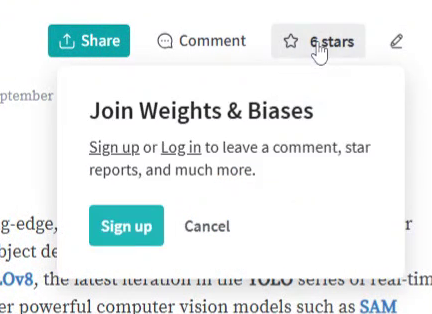 Share Comment 6 stars
ptember
Join Weights & Biases
Sign up or Log in to leave a comment, star
reports, and much more.
g-edge,
Sign up Cancel
bject de
LOv8, the latest iteration in the YOLO series of real-tim
er powerful computer vision models such as SAM